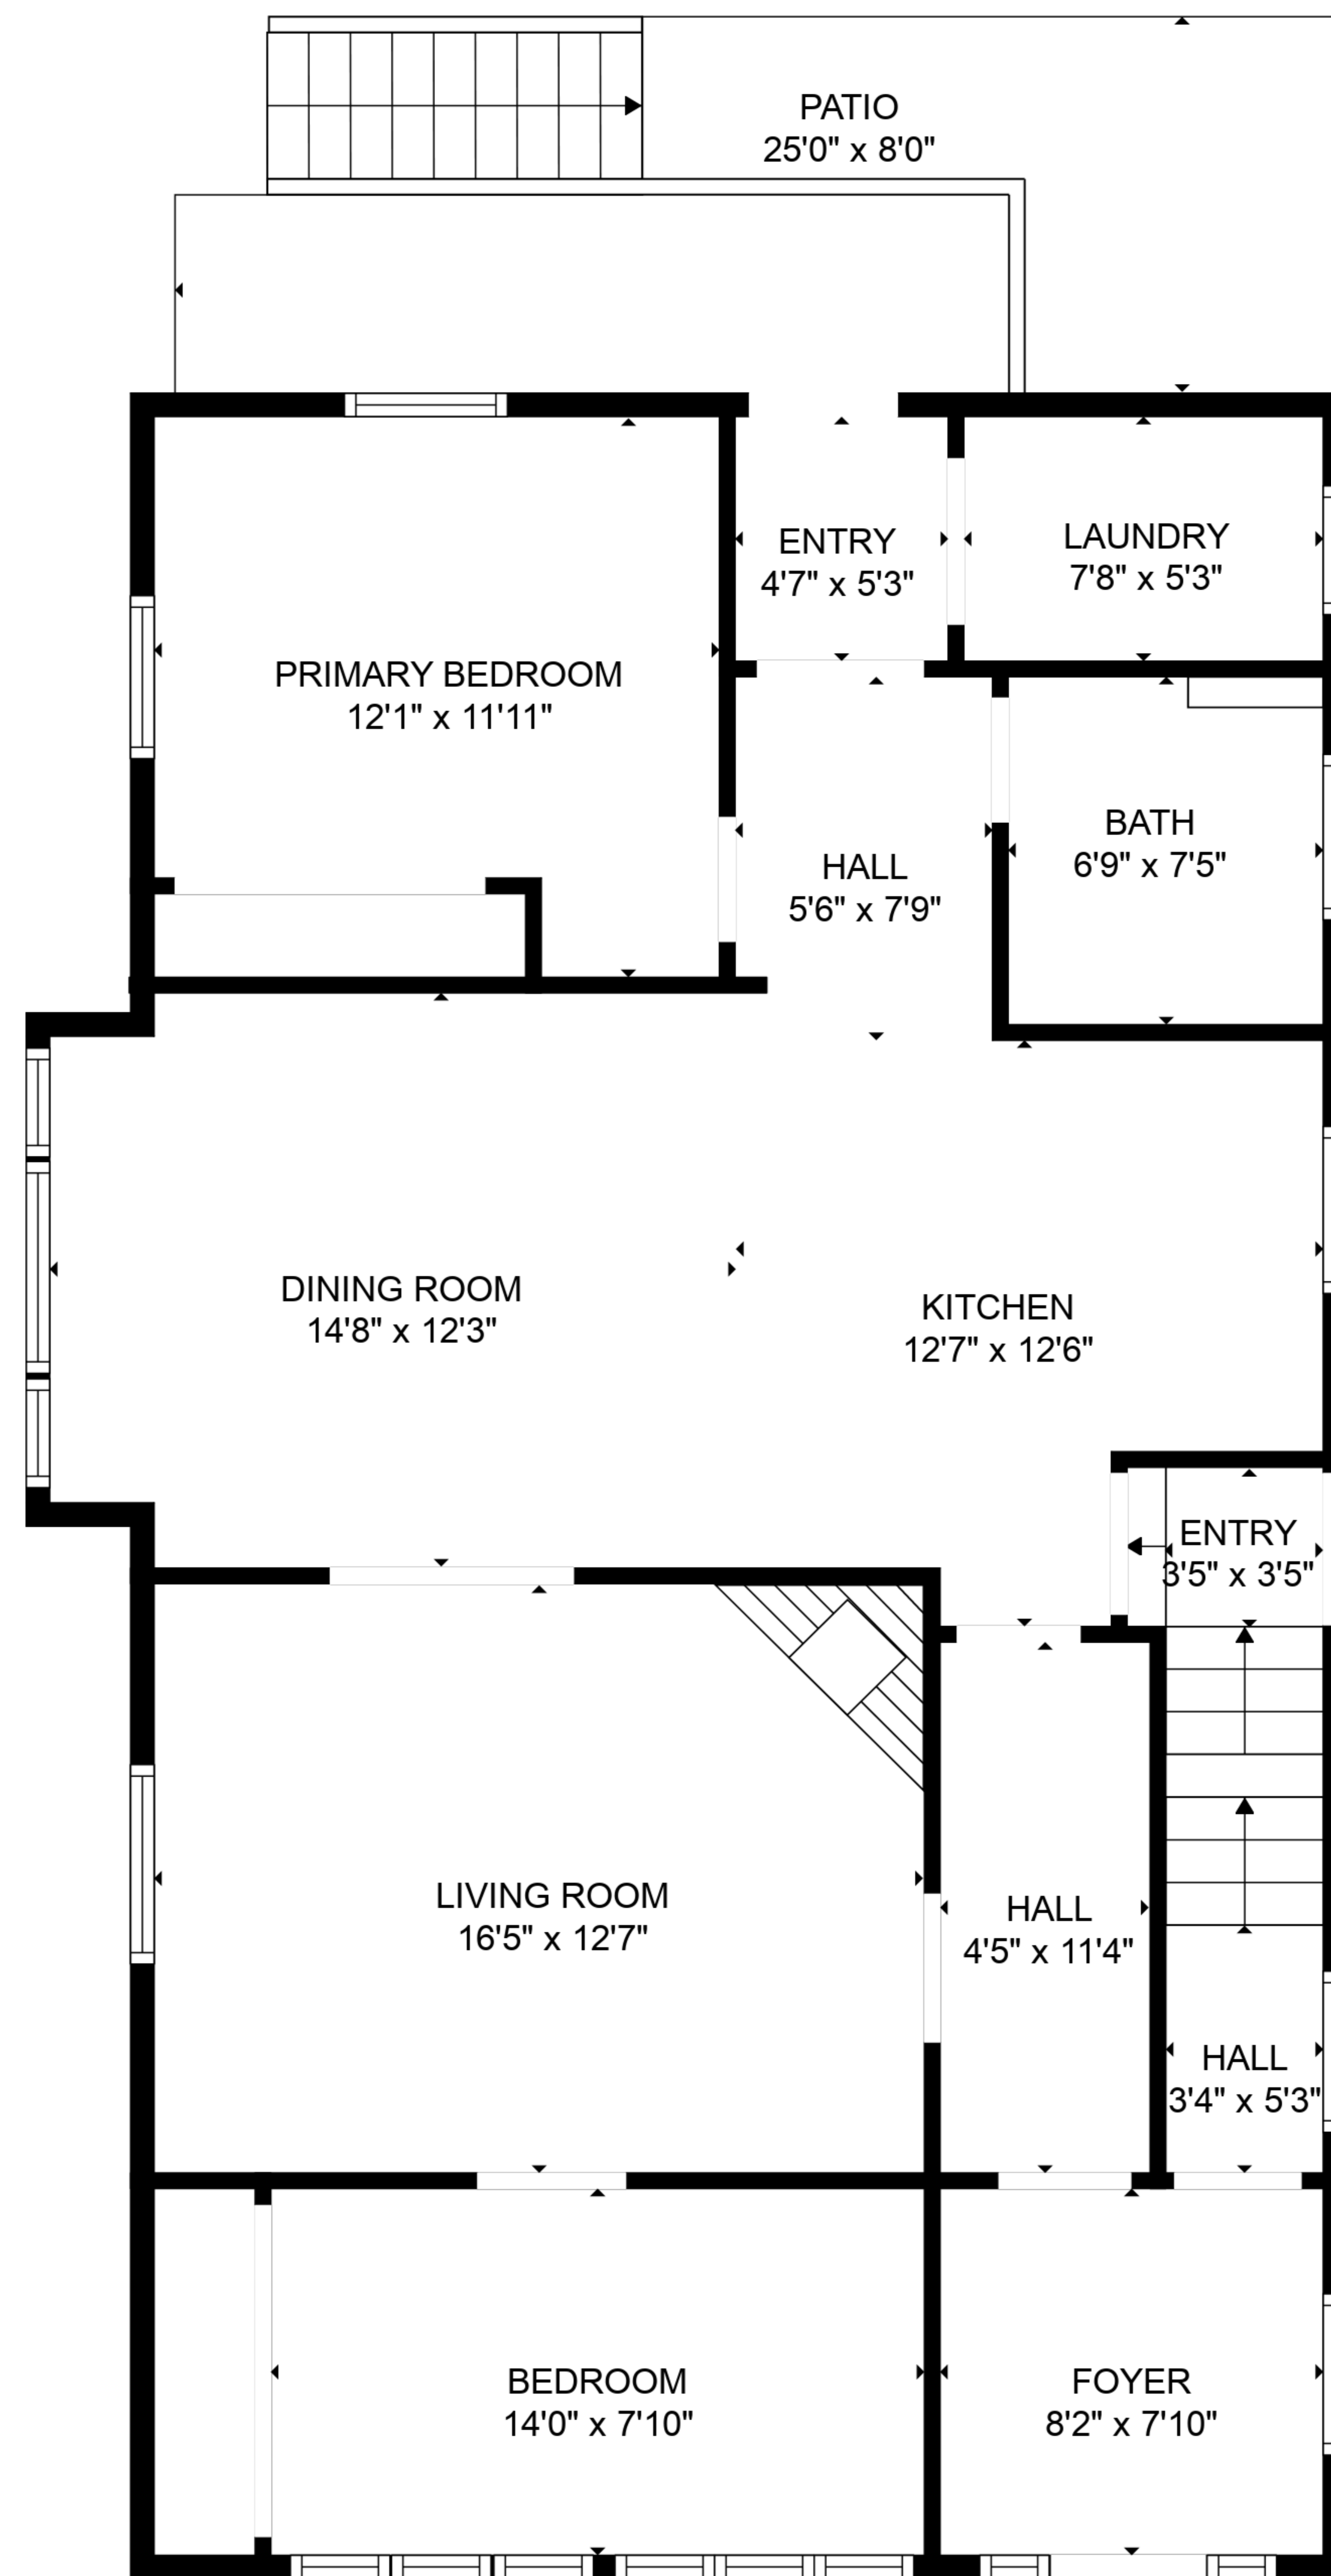 PATIO
25'0" x 8'0"
ENTRY
4'7" x 5'3"
LAUNDRY
7'8" x 5'3"
PRIMARY BEDROOM
12'1" x 11'11"
BATH
6'9" x 7'5"
HALL
5'6" x 7'9"
DINING ROOM
14'8" x 12'3"
KITCHEN
12'7" x 12'6"
ENTRY
3'5" x 3'5"
LIVING ROOM
16'5" x 12'7"
HALL
4'5" x 11'4"
HALL
3'4" x 5'3"
BEDROOM
14'0" x 7'10"
FOYER
8'2" x 7'10"